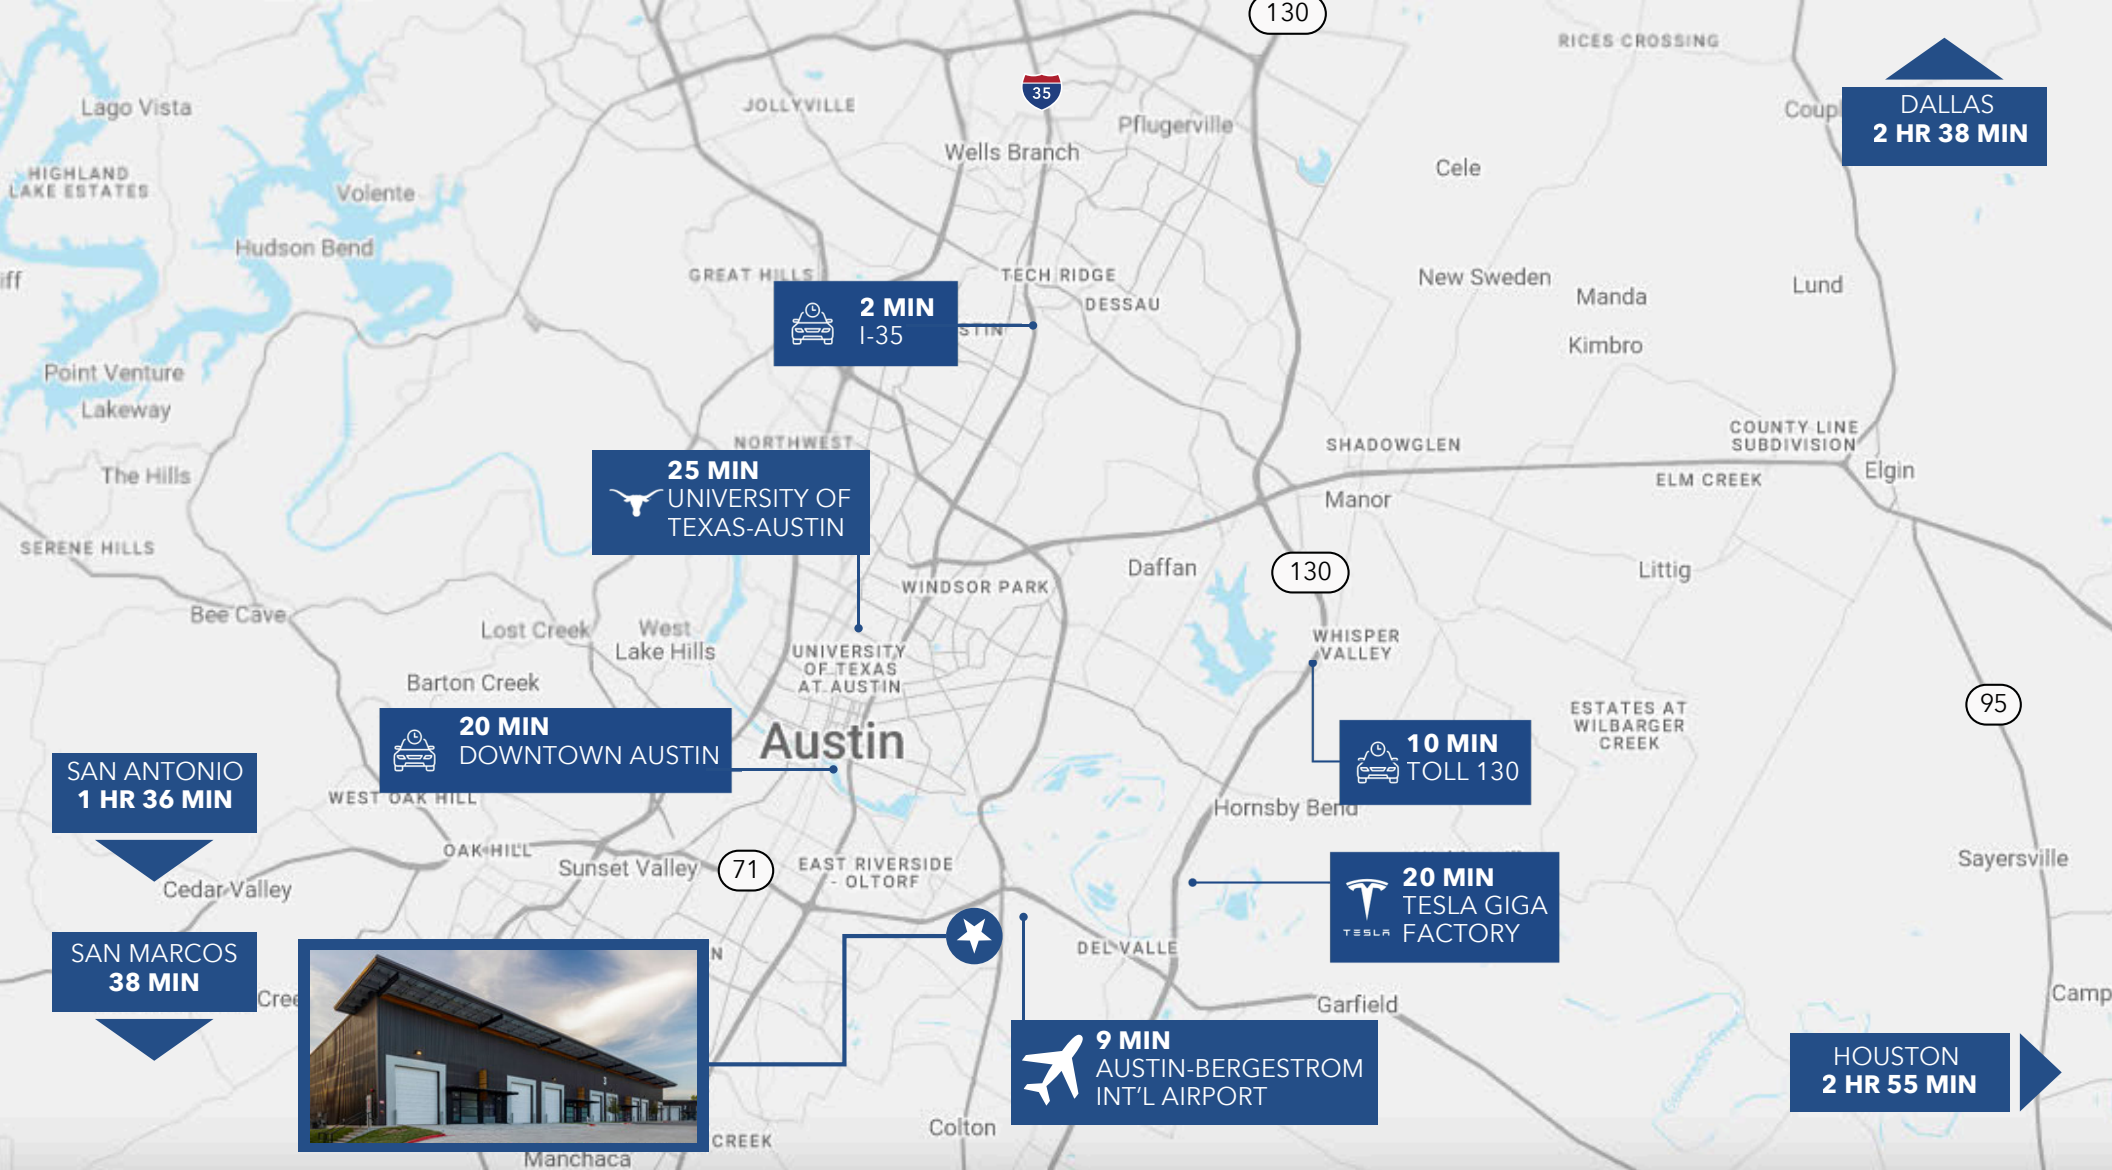 130
RICES CROSSING
DALLAS
2 HR 38 MIN
35
Lago Vista
JOLLYVILLE
Pflugerville
Wells Branch
Cele
HIGHLAND
LAKE ESTATES
Volente
Hudson Bend
GREAT HILLS
TECH RIDGE
DESSAU
New Sweden
Manda
Lund
2 MIN
I-35
Kimbro
Point Venture
Lakeway
NORTHWEST
SHADOWGLEN
COUNTY LINE
SUBDIVISION
The Hills
25 MIN
UNIVERSITY OF
TEXAS-AUSTIN
ELM CREEK
Elgin
Manor
SERENE HILLS
WINDSOR PARK
Daffan
130
Littig
Bee Cave
Lost Creek
West
Lake Hills
UNIVERSITY
OF TEXAS
AT AUSTIN
WHISPER
VALLEY
Barton Creek
20 MIN
DOWNTOWN AUSTIN
Austin
10 MIN
TOLL 130
ESTATES AT
WILBARGER
CREEK
95
SAN ANTONIO
1 HR 36 MIN
WEST OAK HILL
Hornsby Bend
OAK HILL
Sunset Valley
71
EAST RIVERSIDE
- OLTORF
20 MIN
TESLA GIGA
FACTORY
TESLA
Sayersville
Cedar Valley
SAN MARCOS
38 MIN
DEL VALLE
Garfield
9 MIN
AUSTIN-BERGESTROM
INT'L AIRPORT
Colorado River
HOUSTON
2 HR 55 MIN
3
Colton
CREEK
Manchaca